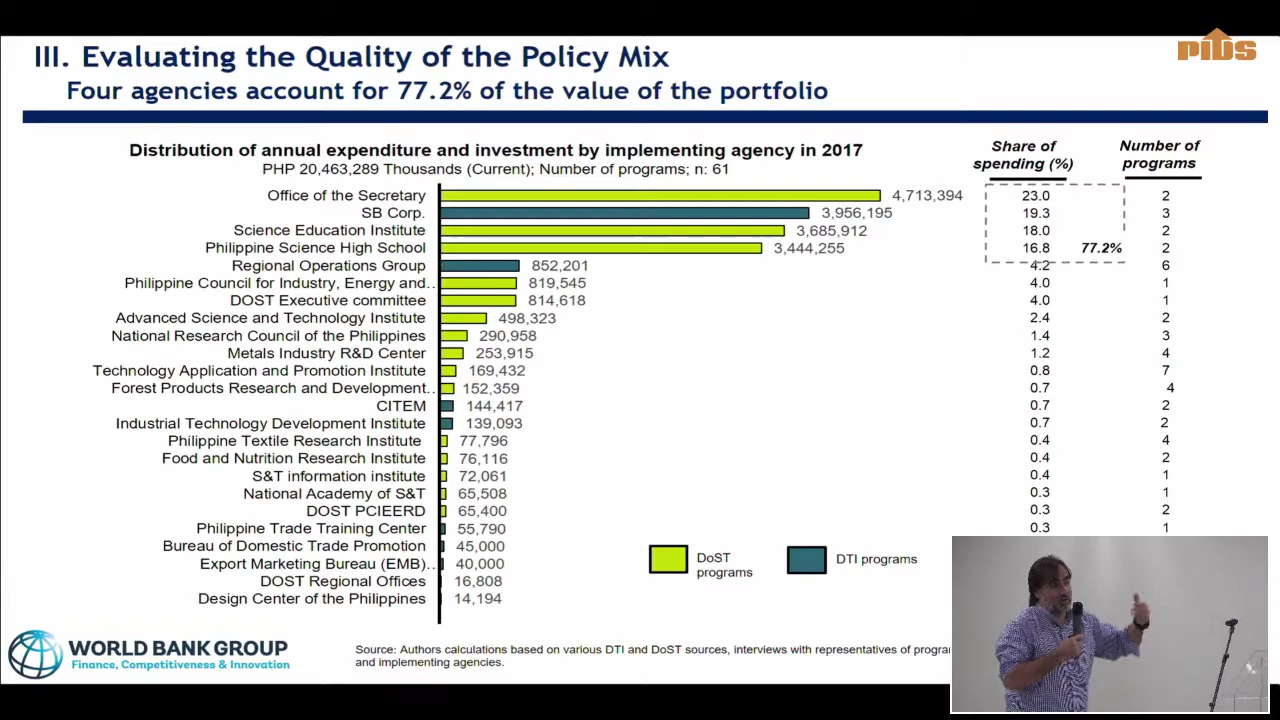 PIDS
III. Evaluating the Quality of the Policy Mix
Four agencies account for 77.2% of the value of the portfolio
Distribution of annual expenditure and investment by implementing agency in 2017
PHP 20,463,289 Thousands (Current); Number of programs; n: 61
Share of spending (%)
Number of programs
Office of the Secretary 4,713,394 23.0 2
SB Corp. 3,956,195 19.3 3
Science Education Institute 3,685,912 18.0 2
Philippine Science High School 3,444,255 16.8 77.2% 2
Regional Operations Group 852,201 4.2 6
Philippine Council for Industry, Energy and.. 819,545 4.0 1
DOST Executive committee 814,618 4.0 1
Advanced Science and Technology Institute 498,323 2.4 2
National Research Council of the Philippines 290,958 1.4 3
Metals Industry R&D Center 253,915 1.2 4
Technology Application and Promotion Institute 169,432 0.8 7
Forest Products Research and Development.. 152,359 0.7 4
CITEM 144,417 0.7 2
Industrial Technology Development Institute 139,093 0.7 2
Philippine Textile Research Institute 77,796 0.4 4
Food and Nutrition Research Institute 76,116 0.4 2
S&T information institute 72,061 0.4 1
National Academy of S&T 65,508 0.3 1
DOST PCIEERD 65,400 0.3 2
Philippine Trade Training Center 55,790 0.3 1
Bureau of Domestic Trade Promotion 45,000
Export Marketing Bureau (EMB).. 40,000
DOST Regional Offices 16,808
Design Center of the Philippines 14,194
DoST programs
DTI programs
WORLD BANK GROUP
Finance, Competitiveness & Innovation
Source: Authors calculations based on various DTI and DoST sources, interviews with representatives of progra
and implementing agencies.